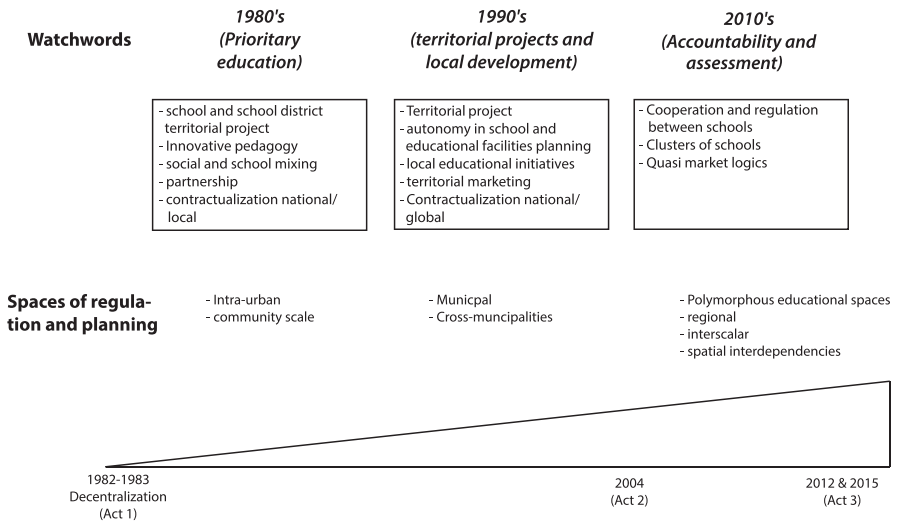 Watchwords
1980's
(Prioritary
education)
1990's
(territorial projects and
local development)
2010's
(Accountability and
assessment)
- school and school district
territorial project
- Innovative pedagogy
- social and school mixing
- partnership
- contractualization national/
local
- Territorial project
- autonomy in school and
educational facilities planning
- local educational initiatives
- territorial marketing
- Contractualization national/
global
- Cooperation and regulation
between schools
- Clusters of schools
- Quasi market logics
Spaces of regula-
tion and planning
- Intra-urban
- community scale
- Municpal
- Cross-muncipalities
- Polymorphous educational spaces
- regional
- interscalar
- spatial interdependencies
1982-1983
Decentralization
(Act 1)
2004
(Act 2)
2012 & 2015
(Act 3)